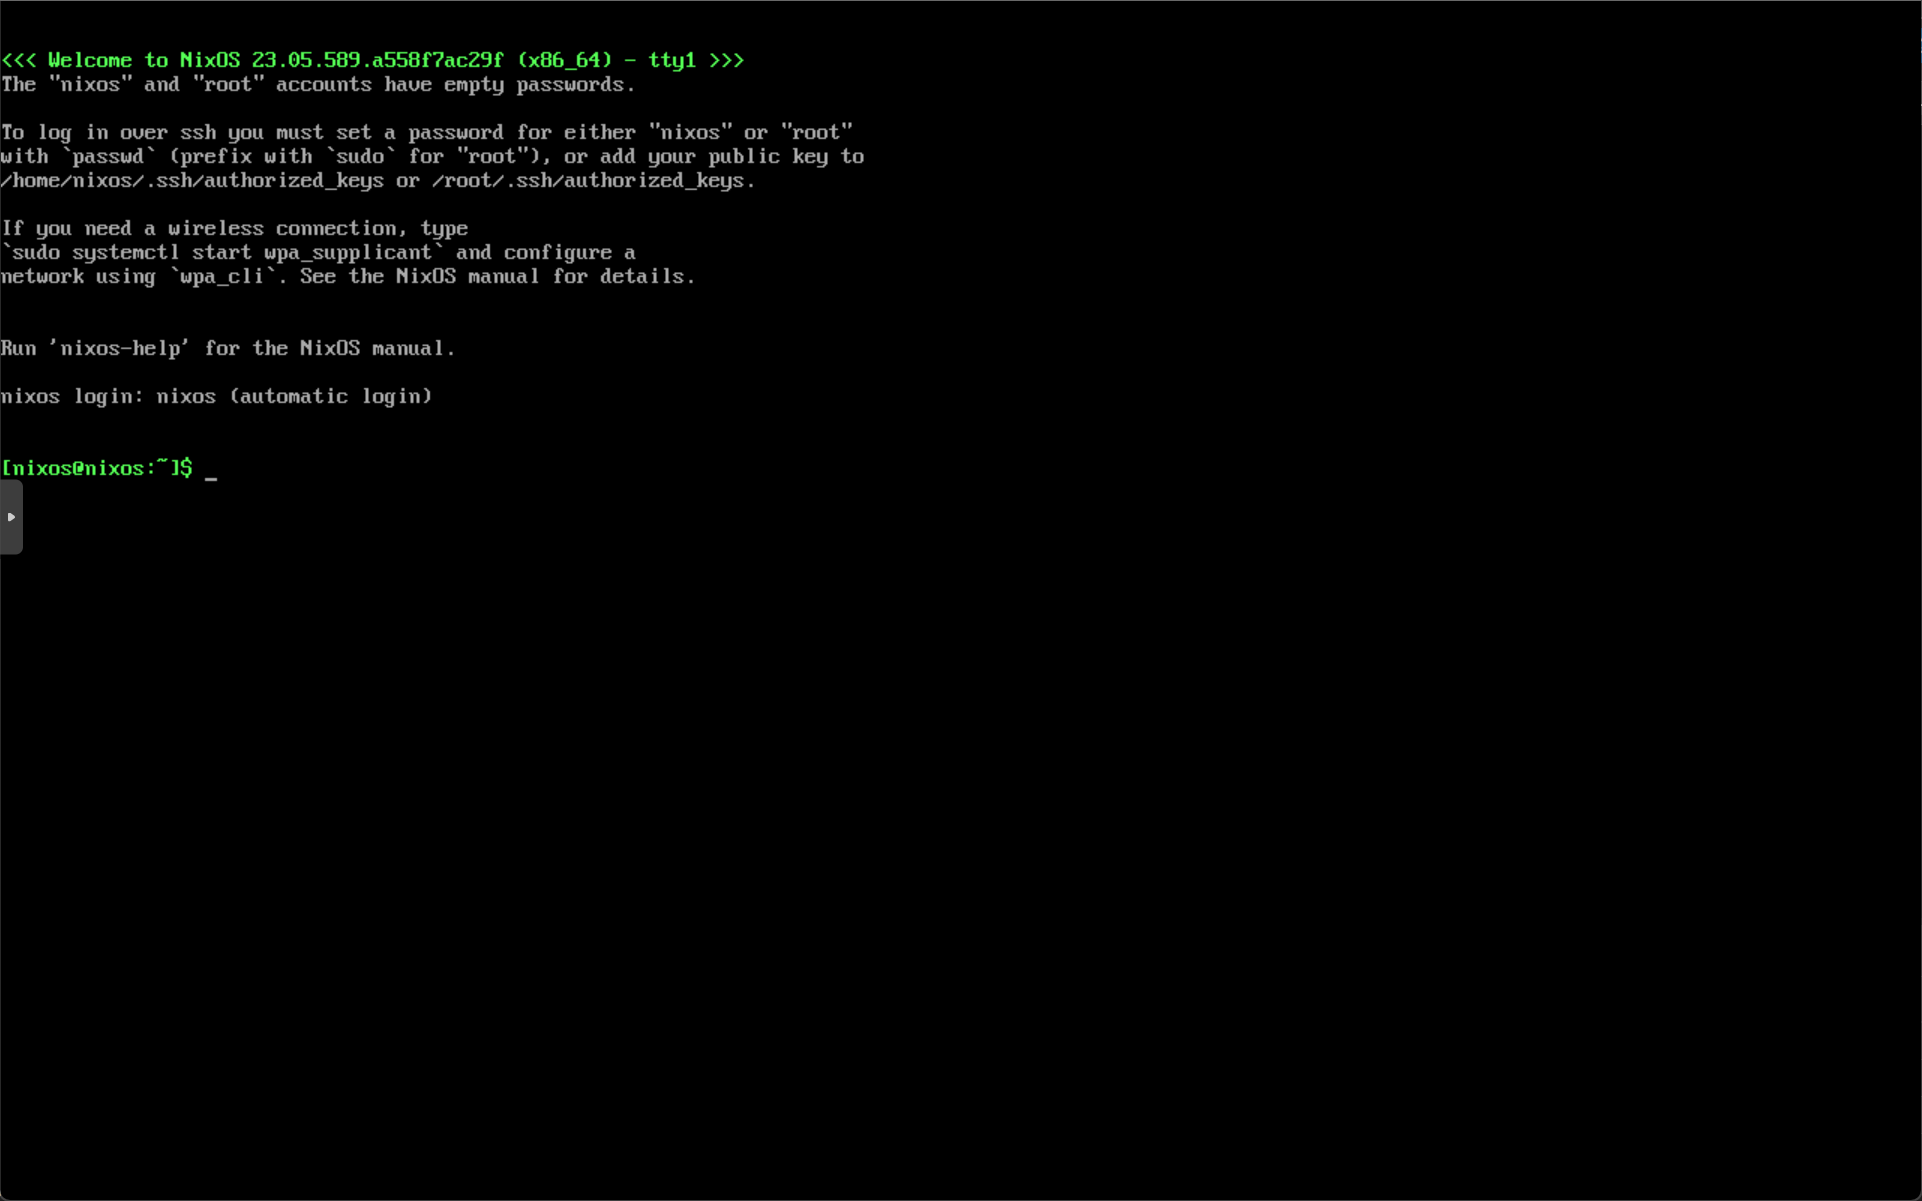 <<< Welcome to NixOS 23.05.589.a558f7ac29f (x86_64) - tty1 >>>
The "nixos" and "root" accounts have empty passwords.
To log in over ssh you must set a password for either "nixos" or "root"
with `passwd` (prefix with `sudo` for "root"), or add your public key to
/home/nixos/.ssh/authorized_keys or /root/.ssh/authorized_keys.
If you need a wireless connection, type
`sudo systemctl start wpa_supplicant` and configure a
network using `wpa_cli`. See the NixOS manual for details.
Run 'nixos-help' for the NixOS manual.
nixos login: nixos (automatic login)
[nixos@nixos:~]$ _